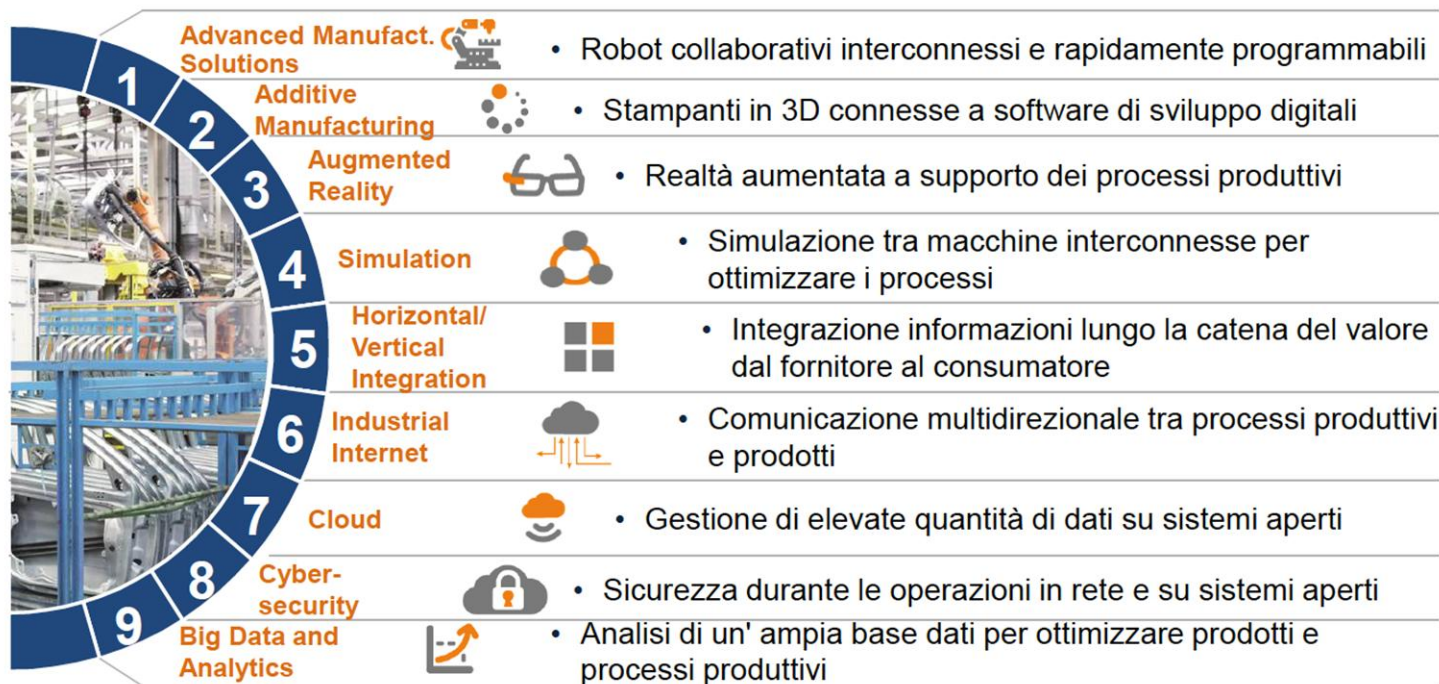 1
Advanced Manufact.
Solutions
• Robot collaborativi interconnessi e rapidamente programmabili
2
Additive
Manufacturing
• Stampanti in 3D connesse a software di sviluppo digitali
3
Augmented
Reality
• Realtà aumentata a supporto dei processi produttivi
4
Simulation
• Simulazione tra macchine interconnesse per
ottimizzare i processi
5
Horizontal/
Vertical
Integration
• Integrazione informazioni lungo la catena del valore
dal fornitore al consumatore
6
Industrial
Internet
• Comunicazione multidirezionale tra processi produttivi
e prodotti
7
Cloud
• Gestione di elevate quantità di dati su sistemi aperti
8
Cyber-
security
• Sicurezza durante le operazioni in rete e su sistemi aperti
9
Big Data and
Analytics
• Analisi di un' ampia base dati per ottimizzare prodotti e
processi produttivi